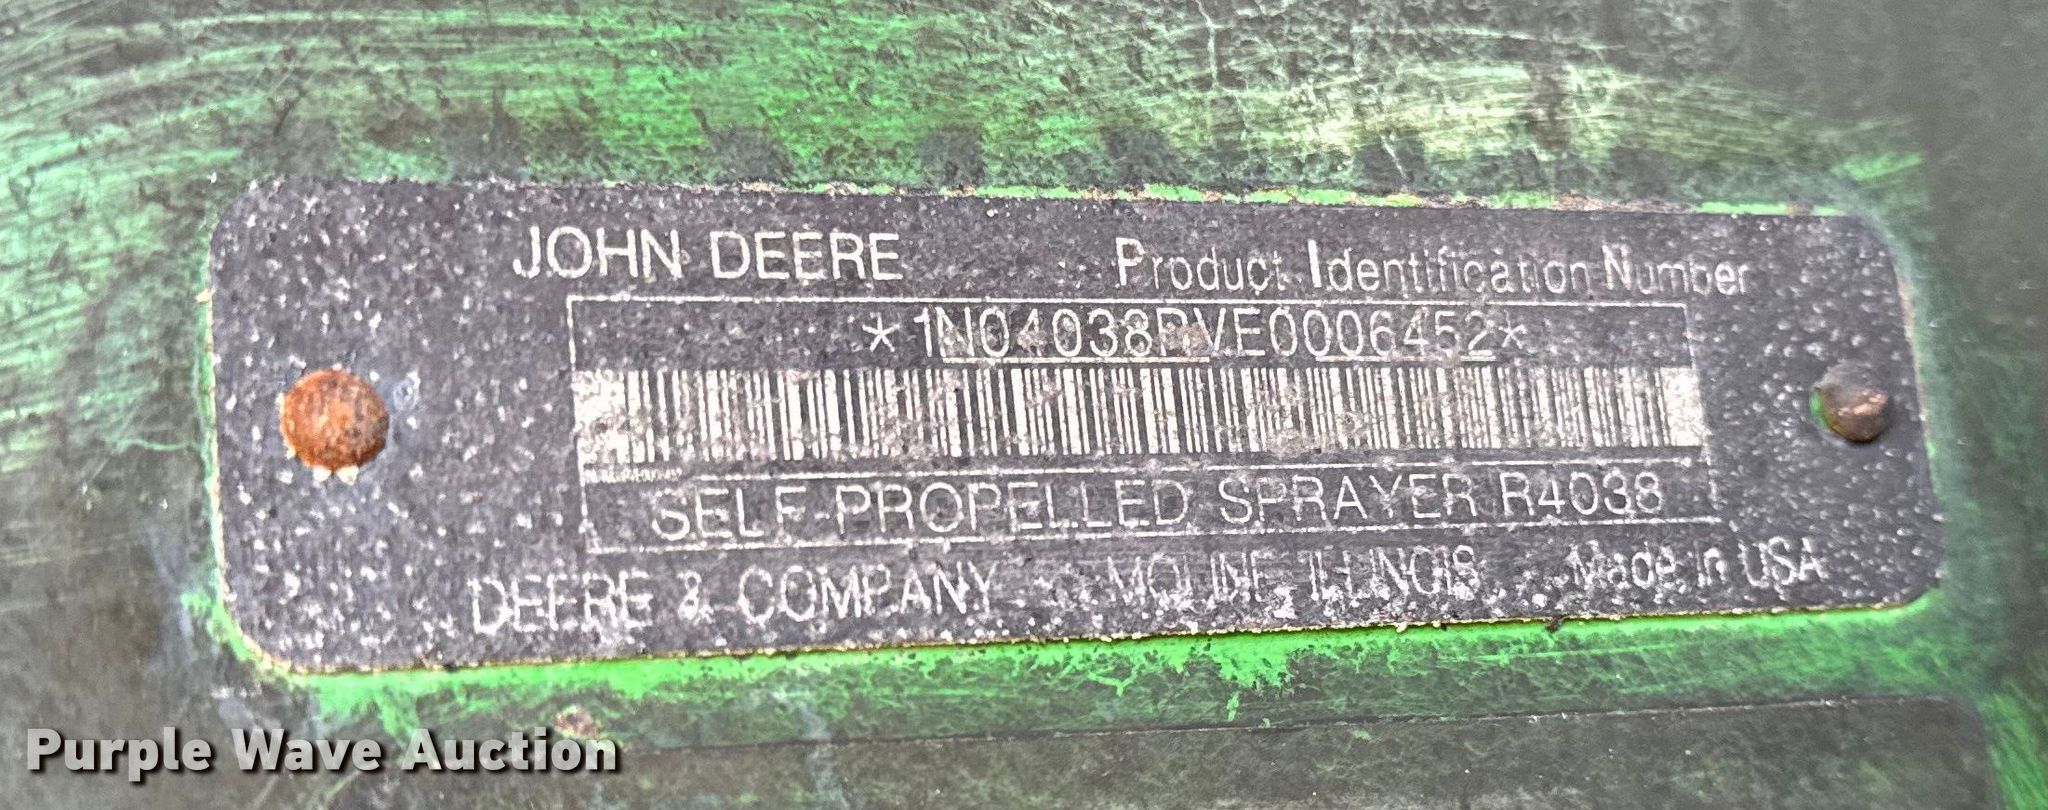 JOHN DEERE Product Identification Number
*1N04038RVE0006452*
SELF-PROPELLED SPRAYER R4038
DEERE & COMPANY MOLINE ILLINOIS Made in USA
Purple Wave Auction